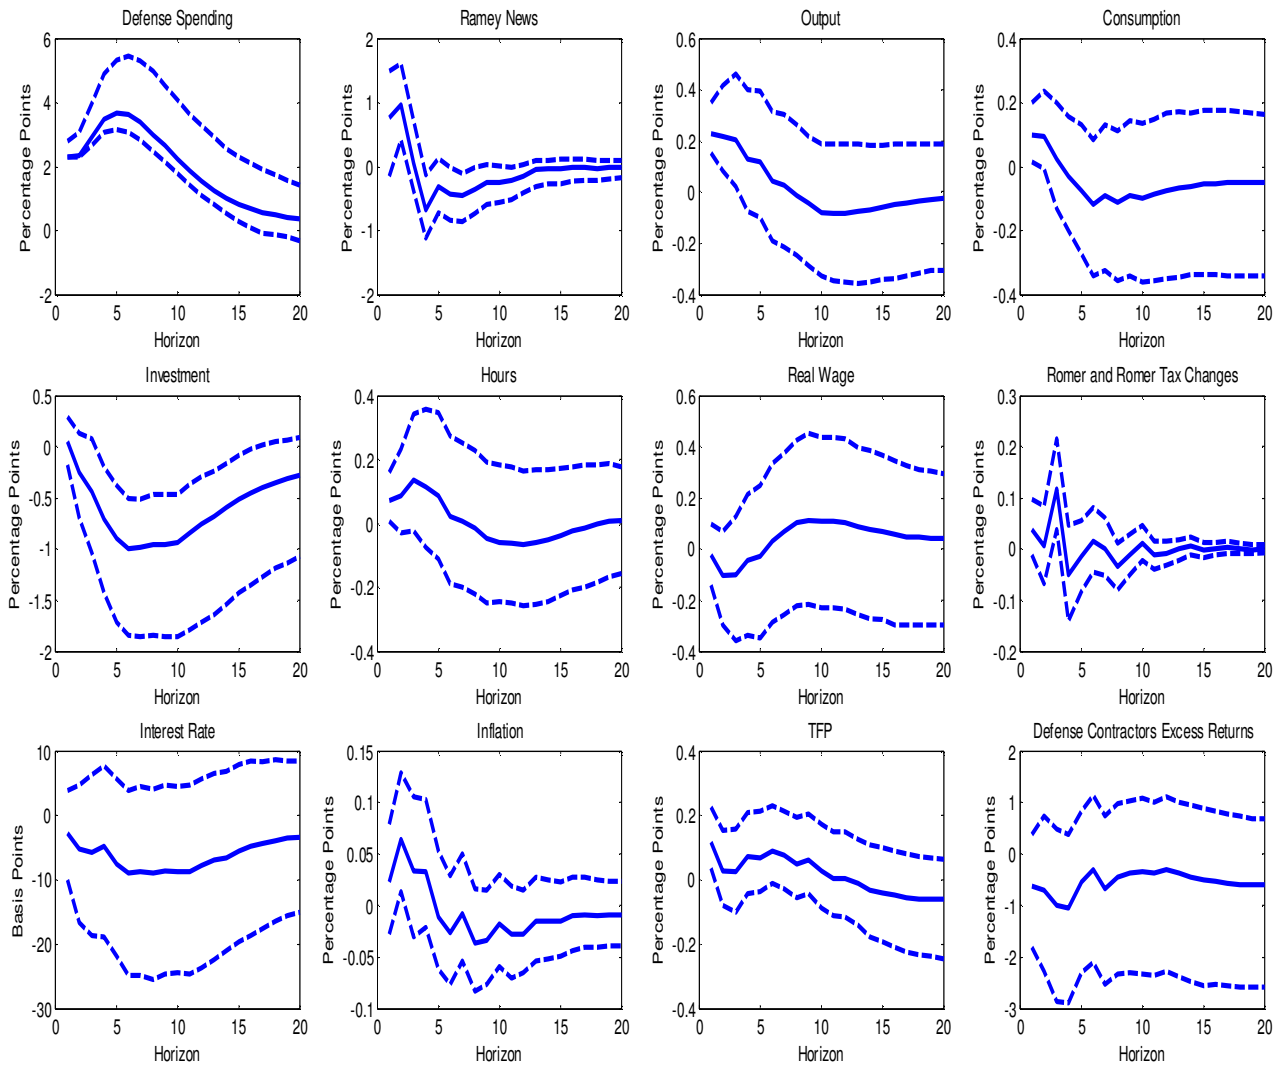 Defense Spending
Percentage Points
6
4
2
0
-2
0 5 10 15 20
Horizon
Ramey News
Percentage Points
2
1
0
-1
-2
0 5 10 15 20
Horizon
Output
Percentage Points
0.6
0.4
0.2
0
-0.2
-0.4
0 5 10 15 20
Horizon
Consumption
Percentage Points
0.4
0.2
0
-0.2
-0.4
0 5 10 15 20
Horizon
Investment
Percentage Points
0.5
0
-0.5
-1
-1.5
-2
0 5 10 15 20
Horizon
Hours
Percentage Points
0.4
0.2
0
-0.2
-0.4
0 5 10 15 20
Horizon
Real Wage
Percentage Points
0.6
0.4
0.2
0
-0.2
-0.4
0 5 10 15 20
Horizon
Romer and Romer Tax Changes
Percentage Points
0.3
0.2
0.1
0
-0.1
-0.2
0 5 10 15 20
Horizon
Interest Rate
Basis Points
10
0
-10
-20
-30
0 5 10 15 20
Horizon
Inflation
Percentage Points
0.15
0.1
0.05
0
-0.05
-0.1
0 5 10 15 20
Horizon
TFP
Percentage Points
0.4
0.2
0
-0.2
-0.4
0 5 10 15 20
Horizon
Defense Contractors Excess Returns
Percentage Points
2
1
0
-1
-2
-3
0 5 10 15 20
Horizon